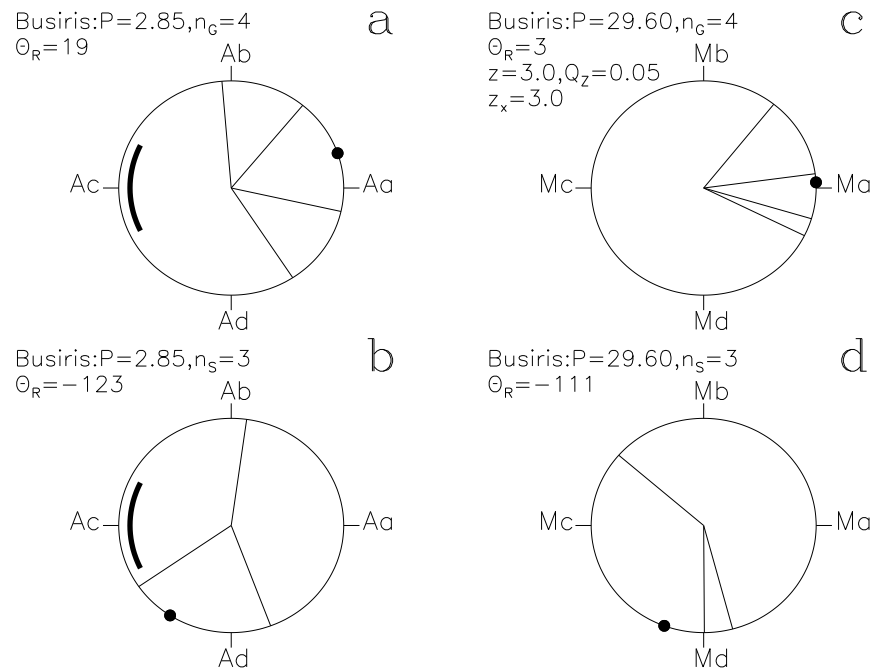 Busiris:P=2.85,n_G=4
Θ_R=19
a
Ab
Aa
Ac
Ad
Busiris:P=29.60,n_G=4
Θ_R=3
z=3.0,Q_Z=0.05
z_x=3.0
c
Mb
Ma
Mc
Md
Busiris:P=2.85,n_S=3
Θ_R=−123
b
Ab
Aa
Ac
Ad
Busiris:P=29.60,n_S=3
Θ_R=−111
d
Mb
Ma
Mc
Md